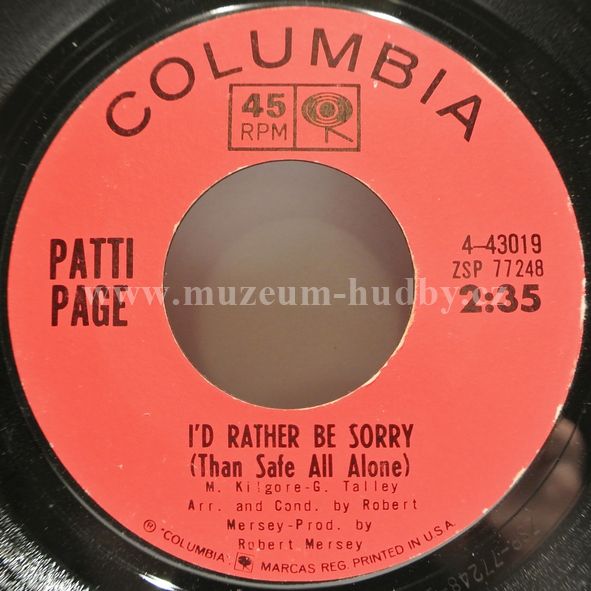 COLUMBIA
45
RPM
PATTI
PAGE
4-43019
ZSP 77248
2:35
www.muzeum-hudby.cz
I'D RATHER BE SORRY
(Than Safe All Alone)
M. Kilgore-G. Talley
Arr. and Cond. by Robert
Mersey-Prod. by
Robert Mersey
® "COLUMBIA", MARCAS REG. PRINTED IN U.S.A.
ZSP-77248